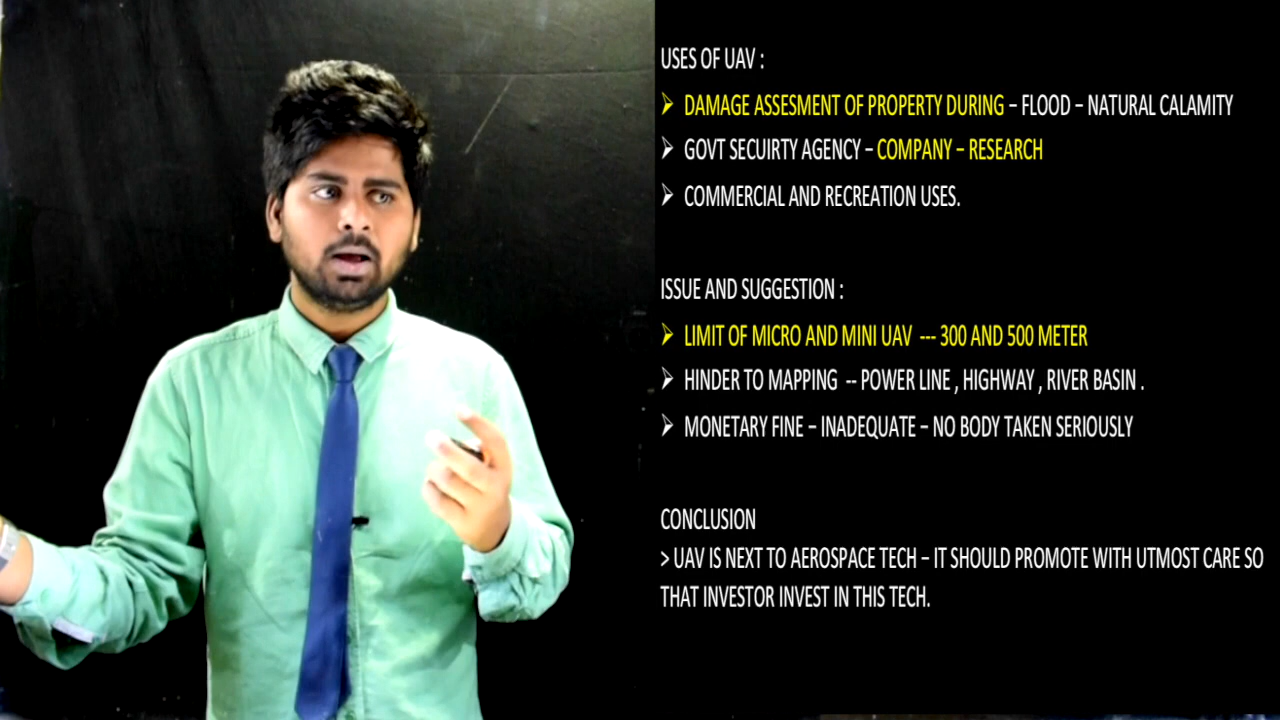 USES OF UAV :
➢ DAMAGE ASSESMENT OF PROPERTY DURING – FLOOD – NATURAL CALAMITY
➢ GOVT SECUIRTY AGENCY – COMPANY – RESEARCH
➢ COMMERCIAL AND RECREATION USES.
ISSUE AND SUGGESTION :
➢ LIMIT OF MICRO AND MINI UAV --- 300 AND 500 METER
➢ HINDER TO MAPPING -- POWER LINE , HIGHWAY , RIVER BASIN .
➢ MONETARY FINE – INADEQUATE – NO BODY TAKEN SERIOUSLY
CONCLUSION
> UAV IS NEXT TO AEROSPACE TECH – IT SHOULD PROMOTE WITH UTMOST CARE SO
THAT INVESTOR INVEST IN THIS TECH.